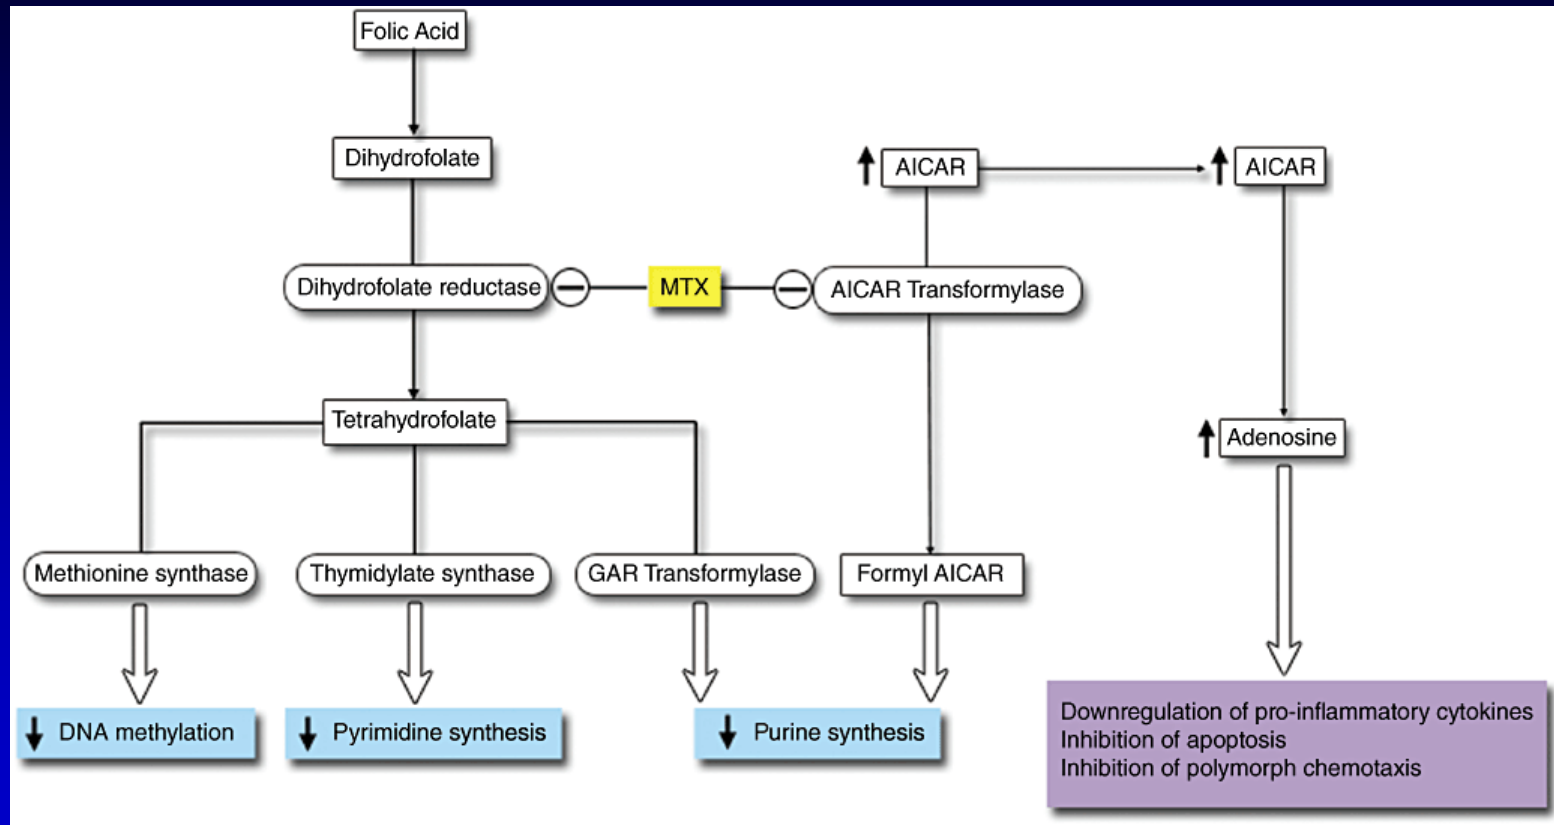 Folic Acid
Dihydrofolate
AICAR
AICAR
Dihydrofolate reductase
MTX
AICAR Transformylase
Tetrahydrofolate
Adenosine
Methionine synthase
Thymidylate synthase
GAR Transformylase
Formyl AICAR
DNA methylation
Pyrimidine synthesis
Purine synthesis
Downregulation of pro-inflammatory cytokines
Inhibition of apoptosis
Inhibition of polymorph chemotaxis